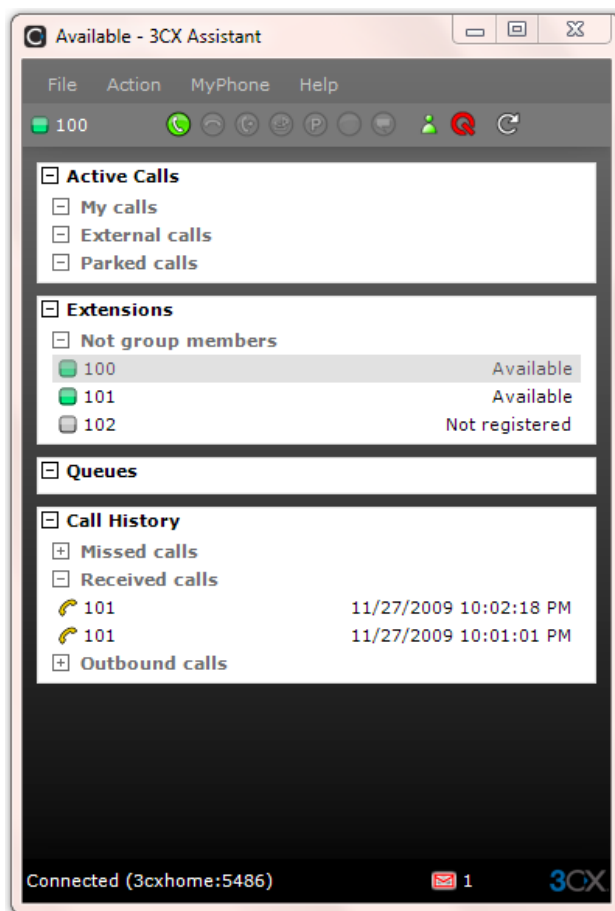 Available - 3CX Assistant
File Action MyPhone Help
100 P Q
Active Calls
My calls
External calls
Parked calls
Extensions
Not group members
100 Available
101 Available
102 Not registered
Queues
Call History
Missed calls
Received calls
101 11/27/2009 10:02:18 PM
101 11/27/2009 10:01:01 PM
Outbound calls
Connected (3cxhome:5486) 1 3CX